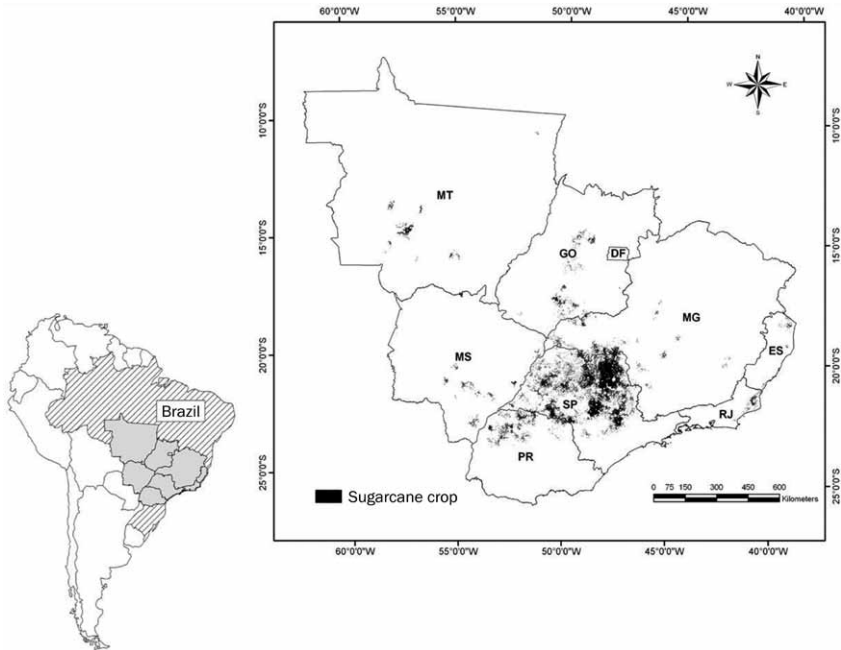 60°0'0"W 55°0'0"W 50°0'0"W 45°0'0"W 40°0'0"W
N
W E
S
10°0'0"S 10°0'0"S
MT
15°0'0"S 15°0'0"S
GO DF
MG
MS ES
20°0'0"S 20°0'0"S
SP
RJ
PR
25°0'0"S 25°0'0"S
Sugarcane crop
0 75 150 300 450 600
Kilometers
60°0'0"W 55°0'0"W 50°0'0"W 45°0'0"W 40°0'0"W
Brazil